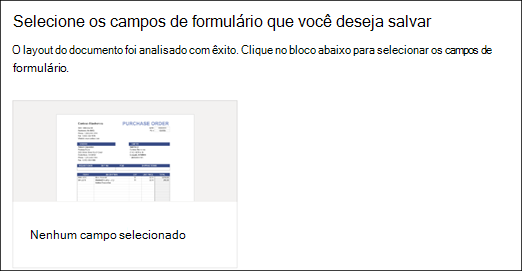 Selecione os campos de formulário que você deseja salvar
O layout do documento foi analisado com êxito. Clique no bloco abaixo para selecionar os campos de
formulário.
PURCHASE ORDER
Nenhum campo selecionado